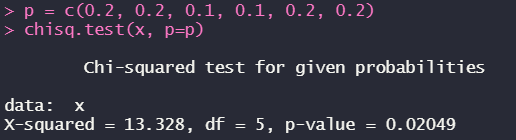 > p = c(0.2, 0.2, 0.1, 0.1, 0.2, 0.2)
> chisq.test(x, p=p)
Chi-squared test for given probabilities
data:  x
X-squared = 13.328, df = 5, p-value = 0.02049